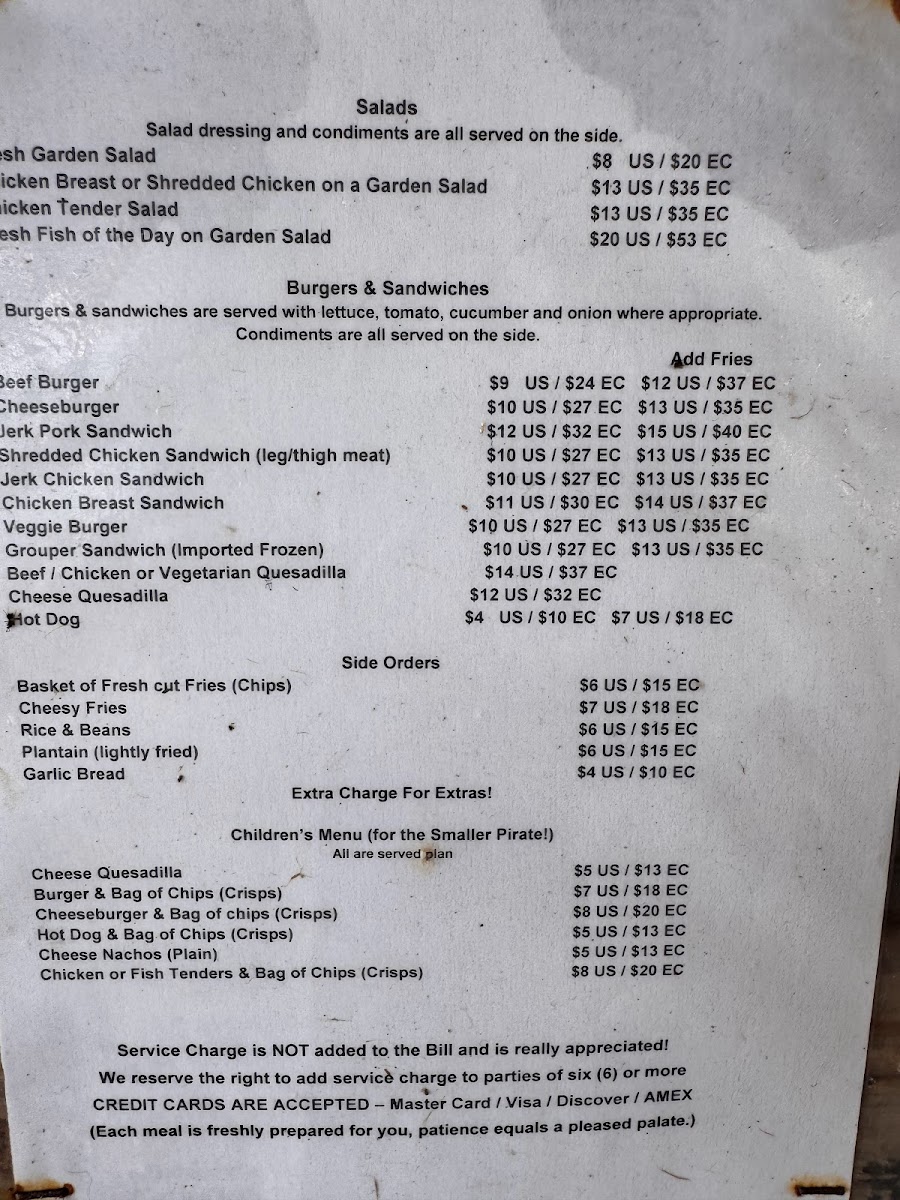 Salads
Salad dressing and condiments are all served on the side.
esh Garden Salad $8 US / $20 EC
icken Breast or Shredded Chicken on a Garden Salad $13 US / $35 EC
icken Tender Salad $13 US / $35 EC
esh Fish of the Day on Garden Salad $20 US / $53 EC
Burgers & Sandwiches
Burgers & sandwiches are served with lettuce, tomato, cucumber and onion where appropriate.
Condiments are all served on the side.
Add Fries
Beef Burger $9 US / $24 EC $12 US / $37 EC
Cheeseburger $10 US / $27 EC $13 US / $35 EC
Jerk Pork Sandwich $12 US / $32 EC $15 US / $40 EC
Shredded Chicken Sandwich (leg/thigh meat) $10 US / $27 EC $13 US / $35 EC
Jerk Chicken Sandwich $10 US / $27 EC $13 US / $35 EC
Chicken Breast Sandwich $11 US / $30 EC $14 US / $37 EC
Veggie Burger $10 US / $27 EC $13 US / $35 EC
Grouper Sandwich (Imported Frozen) $10 US / $27 EC $13 US / $35 EC
Beef / Chicken or Vegetarian Quesadilla $14 US / $37 EC
Cheese Quesadilla $12 US / $32 EC
Hot Dog $4 US / $10 EC $7 US / $18 EC
Side Orders
Basket of Fresh cut Fries (Chips) $6 US / $15 EC
Cheesy Fries $7 US / $18 EC
Rice & Beans $6 US / $15 EC
Plantain (lightly fried) $6 US / $15 EC
Garlic Bread $4 US / $10 EC
Extra Charge For Extras!
Children's Menu (for the Smaller Pirate!)
All are served plan
Cheese Quesadilla $5 US / $13 EC
Burger & Bag of Chips (Crisps) $7 US / $18 EC
Cheeseburger & Bag of chips (Crisps) $8 US / $20 EC
Hot Dog & Bag of Chips (Crisps) $5 US / $13 EC
Cheese Nachos (Plain) $5 US / $13 EC
Chicken or Fish Tenders & Bag of Chips (Crisps) $8 US / $20 EC
Service Charge is NOT added to the Bill and is really appreciated!
We reserve the right to add service charge to parties of six (6) or more
CREDIT CARDS ARE ACCEPTED – Master Card / Visa / Discover / AMEX
(Each meal is freshly prepared for you, patience equals a pleased palate.)